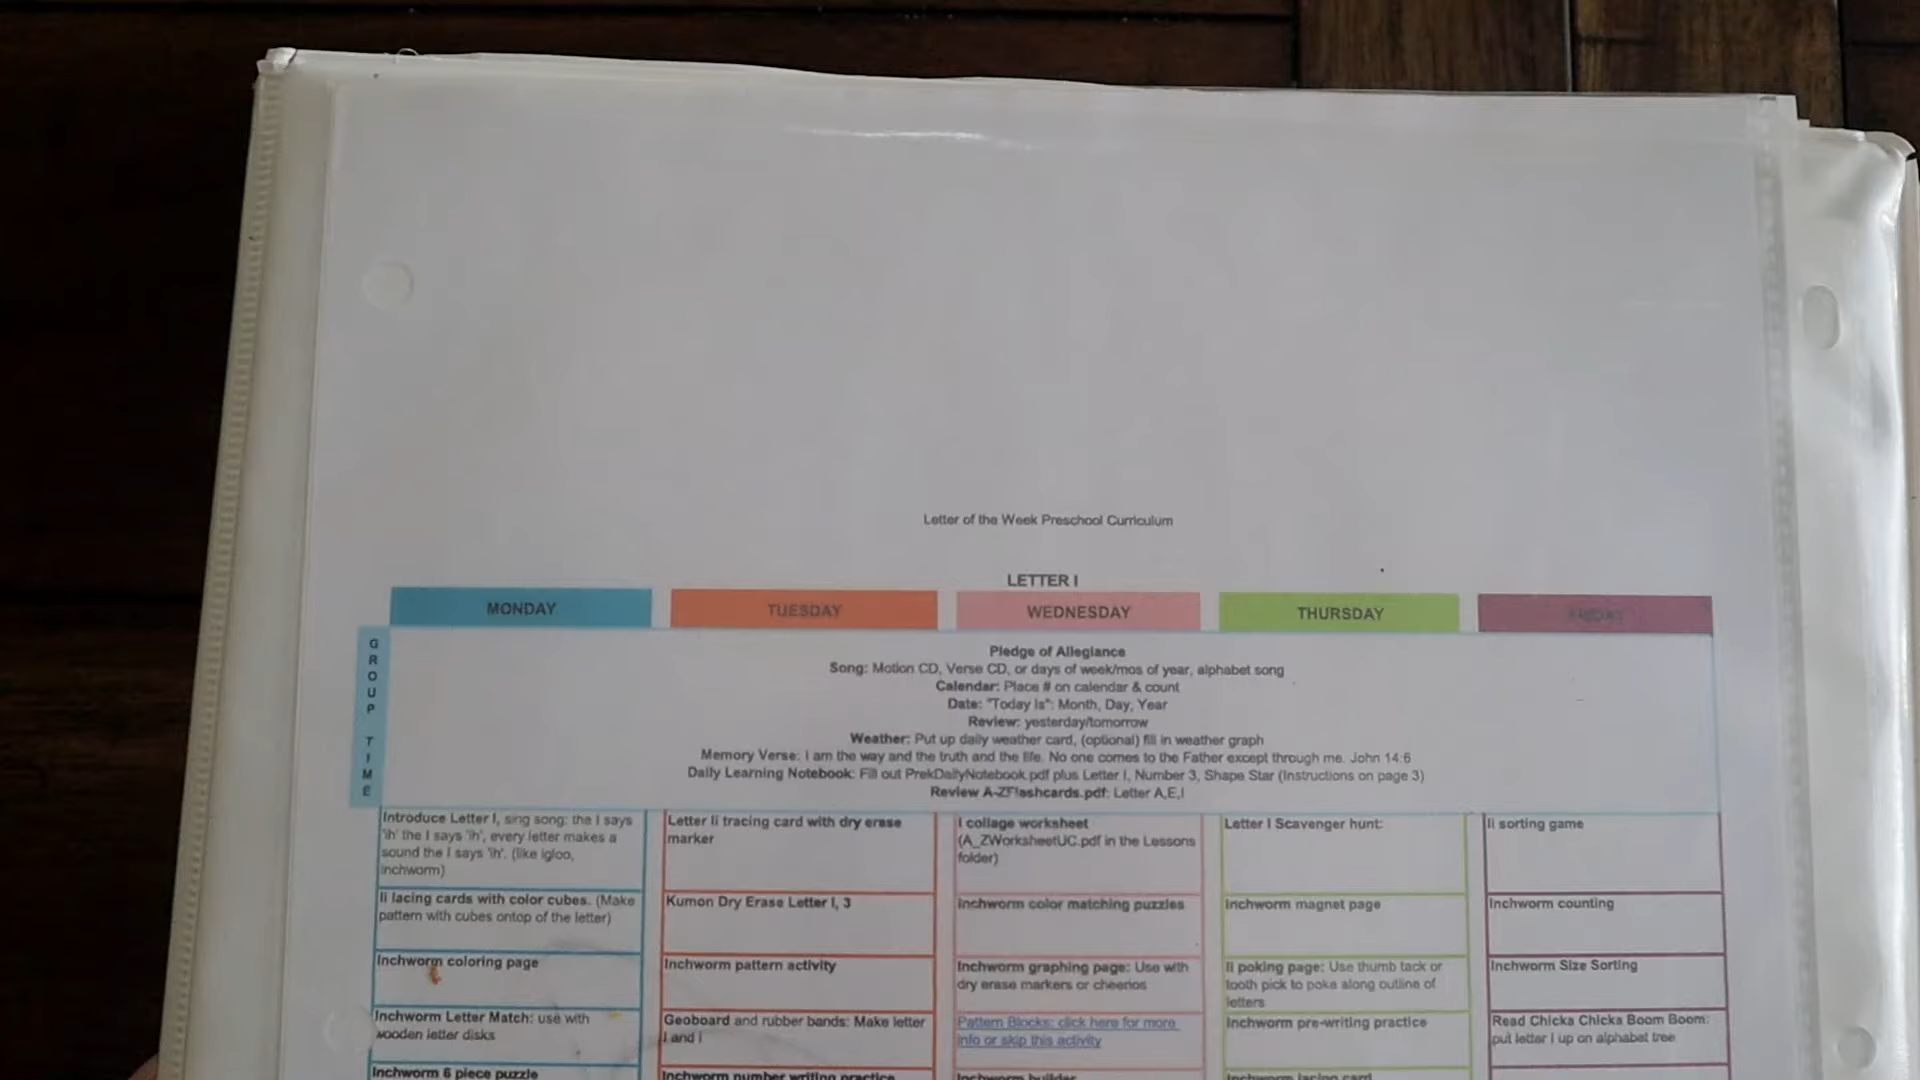 Letter of the Week Preschool Curriculum
LETTER I
MONDAY
TUESDAY
WEDNESDAY
THURSDAY
FRIDAY
GROUP TIME
Pledge of Allegiance
Song: Motion CD, Verse CD, or days of week/mos of year, alphabet song
Calendar: Place # on calendar & count
Date: "Today Is": Month, Day, Year
Review: yesterday/tomorrow
Weather: Put up daily weather card, (optional) fill in weather graph
Memory Verse: I am the way and the truth and the life. No one comes to the Father except through me. John 14:6
Daily Learning Notebook: Fill out PrekDailyNotebook.pdf plus Letter I, Number 3, Shape Star (Instructions on page 3)
Review A-ZFlashcards.pdf: Letter A,E,I
Introduce Letter I, sing song: the I says
'ih' the I says 'ih', every letter makes a
sound the I says 'ih'. (like igloo,
inchworm)
Letter Ii tracing card with dry erase
marker
I collage worksheet
(A_ZWorksheetUC.pdf in the Lessons
folder)
Letter I Scavenger hunt:
Ii sorting game
Ii lacing cards with color cubes. (Make
pattern with cubes ontop of the letter)
Kumon Dry Erase Letter I, 3
Inchworm color matching puzzles
Inchworm magnet page
Inchworm counting
Inchworm coloring page
Inchworm pattern activity
Inchworm graphing page: Use with
dry erase markers or cheerios
Ii poking page: Use thumb tack or
tooth pick to poke along outline of
letters
Inchworm Size Sorting
Inchworm Letter Match: use with
wooden letter disks
Geoboard and rubber bands: Make letter
I and i
Pattern Blocks: click here for more
info or skip this activity
Inchworm pre-writing practice
Read Chicka Chicka Boom Boom:
put letter I up on alphabet tree
Inchworm 6 piece puzzle
Inchworm number writing practice
Inchworm builder
Inchworm lacing card